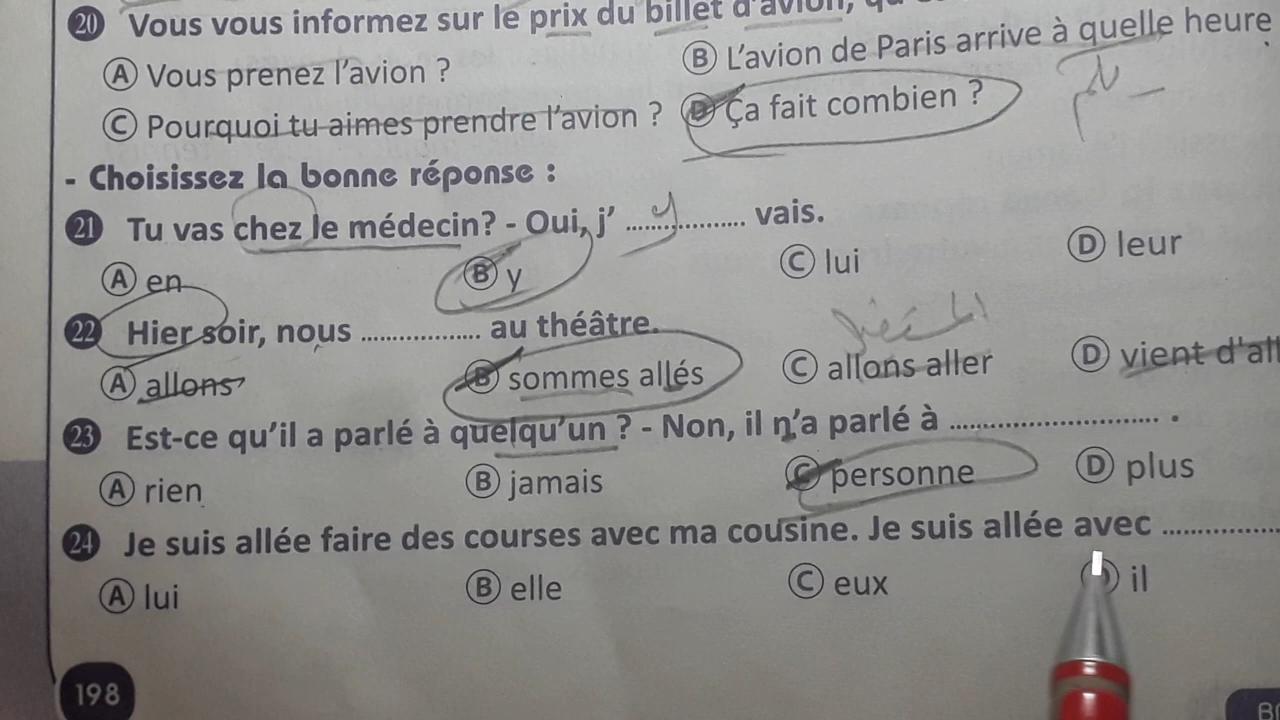 20 Vous vous informez sur le prix du billet d'avion,
A Vous prenez l'avion ? B L'avion de Paris arrive à quelle heure
C Pourquoi tu aimes prendre l'avion ? D Ça fait combien ?
- Choisissez la bonne réponse :
21 Tu vas chez le médecin? - Oui, j' ......y............ vais.
A en B y C lui D leur
22 Hier soir, nous .................. au théâtre.
A allons B sommes allés C allons aller D vient d'all
23 Est-ce qu'il a parlé à quelqu'un ? - Non, il n'a parlé à ............................... .
A rien B jamais C personne D plus
24 Je suis allée faire des courses avec ma cousine. Je suis allée avec .................
A lui B elle C eux D il
198